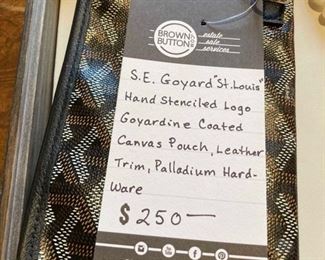 BROWN
BUTTON.com
estate
sale
services
S.E. Goyard "St. Louis"
Hand Stenciled Logo
Goyardine Coated
Canvas Pouch, Leather
Trim, Palladium Hard-
Ware
$250—